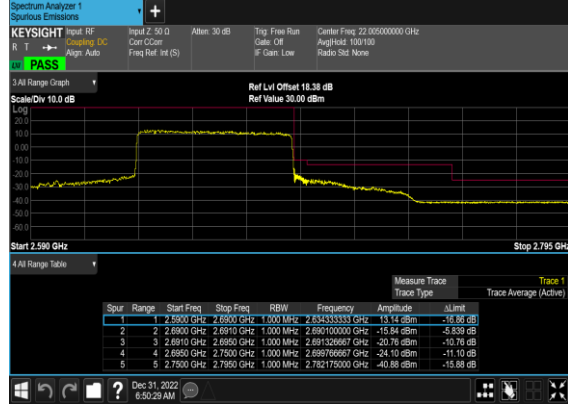 Spectrum Analyzer 1
Spurious Emissions
+
KEYSIGHT Input: RF Input Z: 50 Ω Atten: 30 dB Trig: Free Run Center Freq: 22.005000000 GHz
R T Coupling: DC Corr CCorr Gate: Off Avg|Hold: 100/100
Align: Auto Freq Ref: Int (S) IF Gain: Low Radio Std: None
PASS
3 All Range Graph
Ref Lvl Offset 18.38 dB
Scale/Div 10.0 dB Ref Value 30.00 dBm
Log
20.0
10.0
0.00
-10.0
-20.0
-30.0
-40.0
-50.0
-60.0
Start 2.590 GHz Stop 2.795 GHz
4 All Range Table
Measure Trace Trace 1
Trace Type Trace Average (Active)
Spur Range Start Freq Stop Freq RBW Frequency Amplitude ΔLimit
1 1 2.5900 GHz 2.6900 GHz 1.000 MHz 2.634333333 GHz 13.14 dBm -16.86 dB
2 2 2.6900 GHz 2.6910 GHz 1.000 MHz 2.690100000 GHz -15.84 dBm -5.839 dB
3 3 2.6910 GHz 2.6950 GHz 1.000 MHz 2.691326667 GHz -20.76 dBm -10.76 dB
4 4 2.6950 GHz 2.7500 GHz 1.000 MHz 2.699766667 GHz -24.10 dBm -11.10 dB
5 5 2.7500 GHz 2.7950 GHz 1.000 MHz 2.782175000 GHz -40.88 dBm -15.88 dB
? Dec 31, 2022
6:50:29 AM